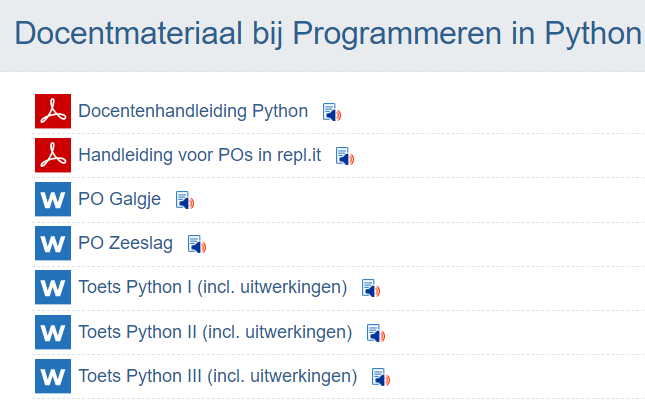 Docentmateriaal bij Programmeren in Python
Docentenhandleiding Python
Handleiding voor POs in repl.it
W PO Galgje
W PO Zeeslag
W Toets Python I (incl. uitwerkingen)
W Toets Python II (incl. uitwerkingen)
W Toets Python III (incl. uitwerkingen)